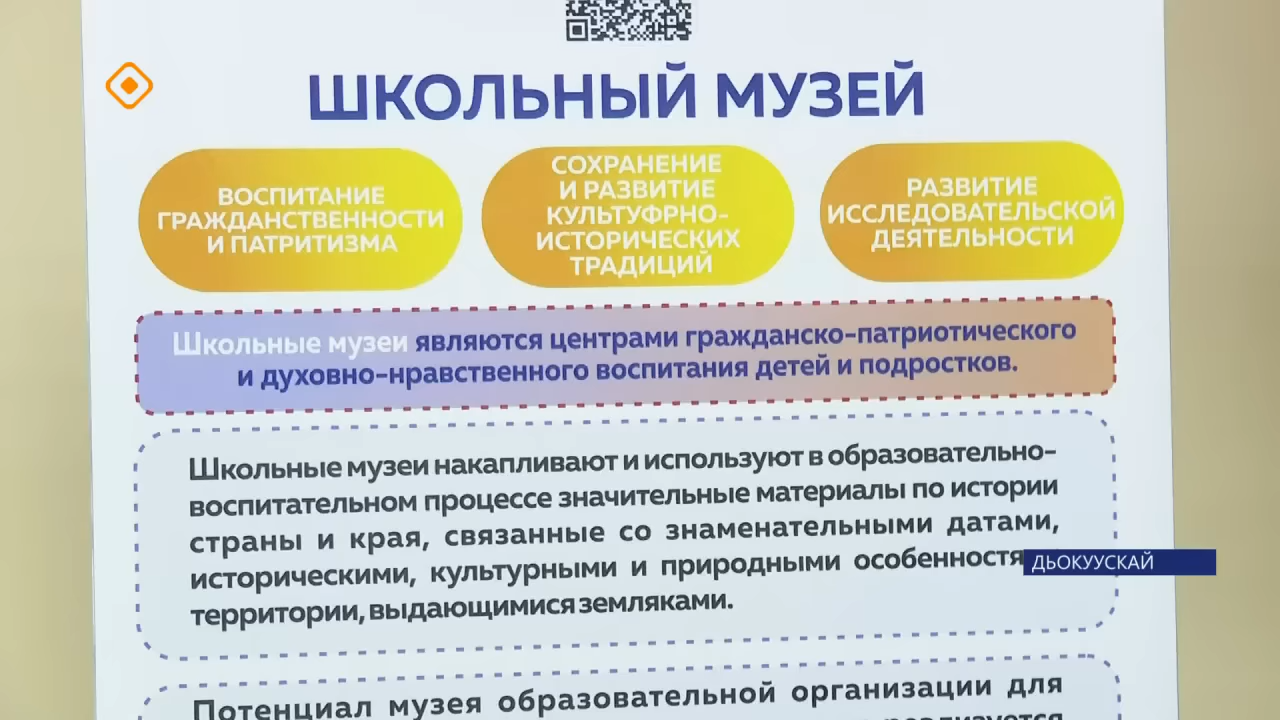 ШКОЛЬНЫЙ МУЗЕЙ
ВОСПИТАНИЕ
ГРАЖДАНСТВЕННОСТИ
И ПАТРИТИЗМА
СОХРАНЕНИЕ
И РАЗВИТИЕ
КУЛЬТУФРНО-
ИСТОРИЧЕСКИХ
ТРАДИЦИЙ
РАЗВИТИЕ
ИССЛЕДОВАТЕЛЬСКОЙ
ДЕЯТЕЛЬНОСТИ
Школьные музеи являются центрами гражданско-патриотического
и духовно-нравственного воспитания детей и подростков.
Школьные музеи накапливают и используют в образовательно-
воспитательном процессе значительные материалы по истории
страны и края, связанные со знаменательными датами,
историческими, культурными и природными особенностя
территории, выдающимися земляками.
ДЬОКУУСКАЙ
Потенциал музея образовательной организации для